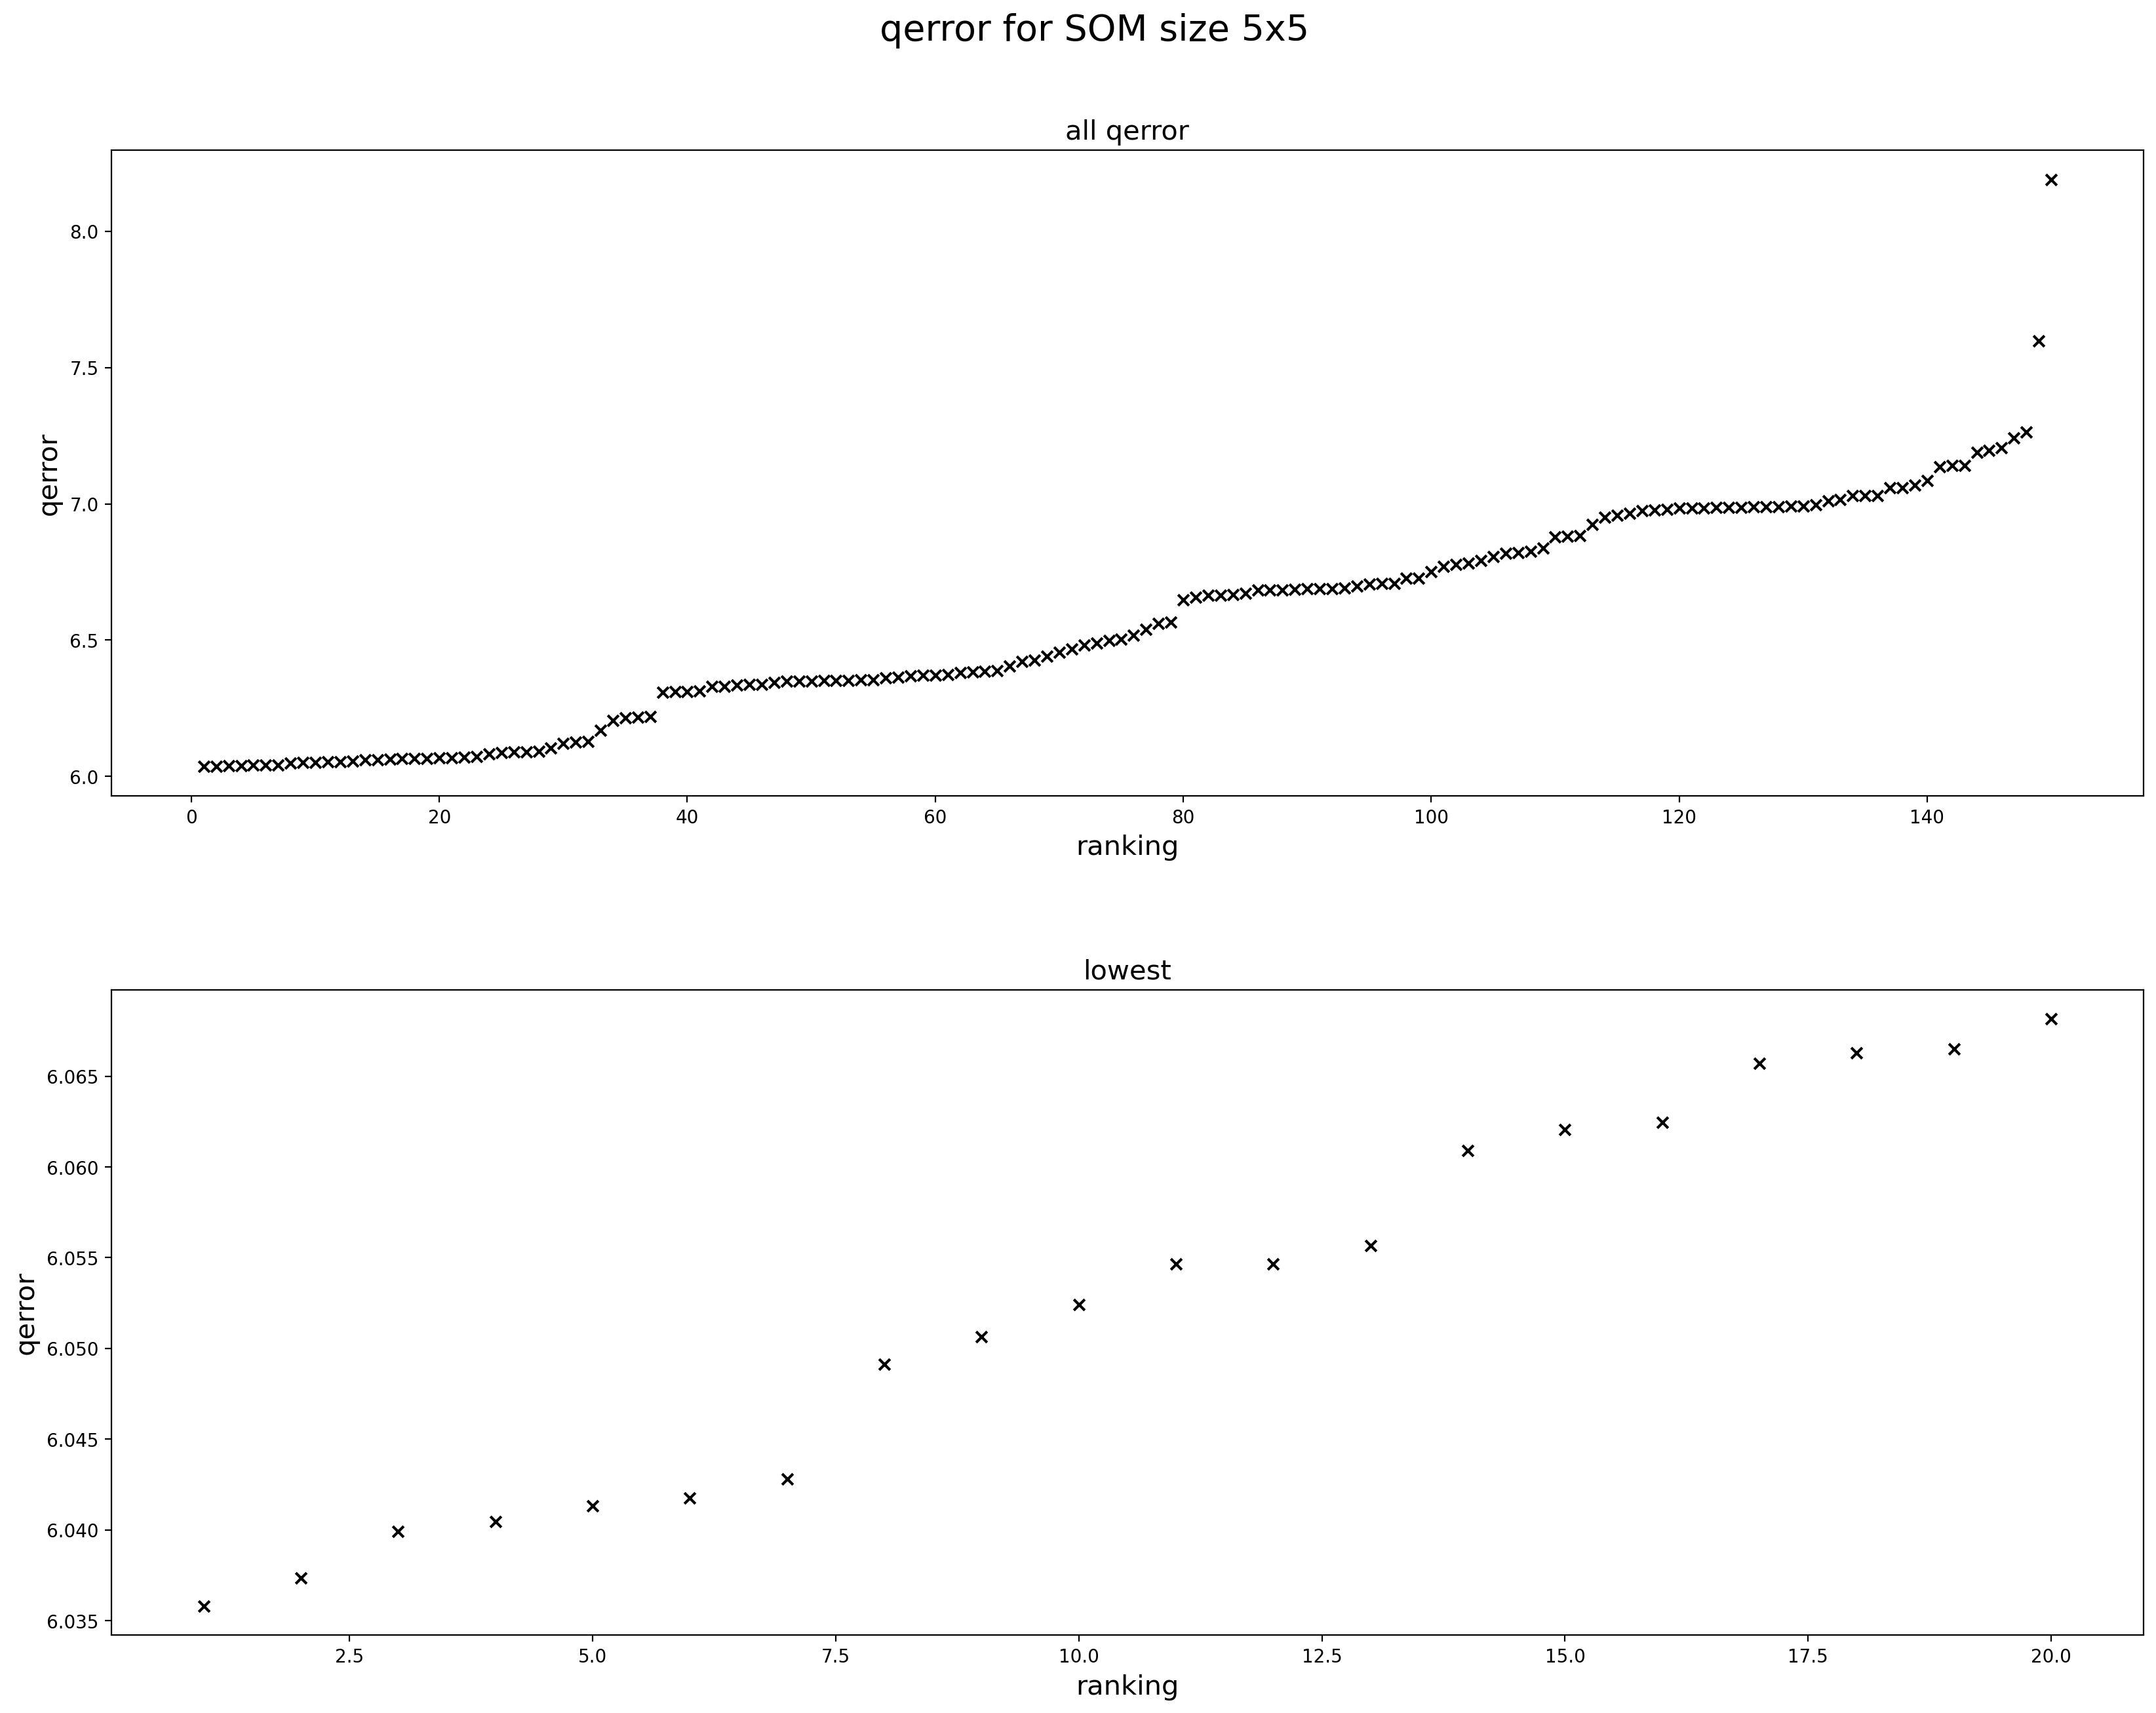 qerror for SOM size 5x5
all qerror
qerror
8.0
7.5
7.0
6.5
6.0
0 20 40 60 80 100 120 140
ranking
lowest
qerror
6.065
6.060
6.055
6.050
6.045
6.040
6.035
2.5 5.0 7.5 10.0 12.5 15.0 17.5 20.0
ranking